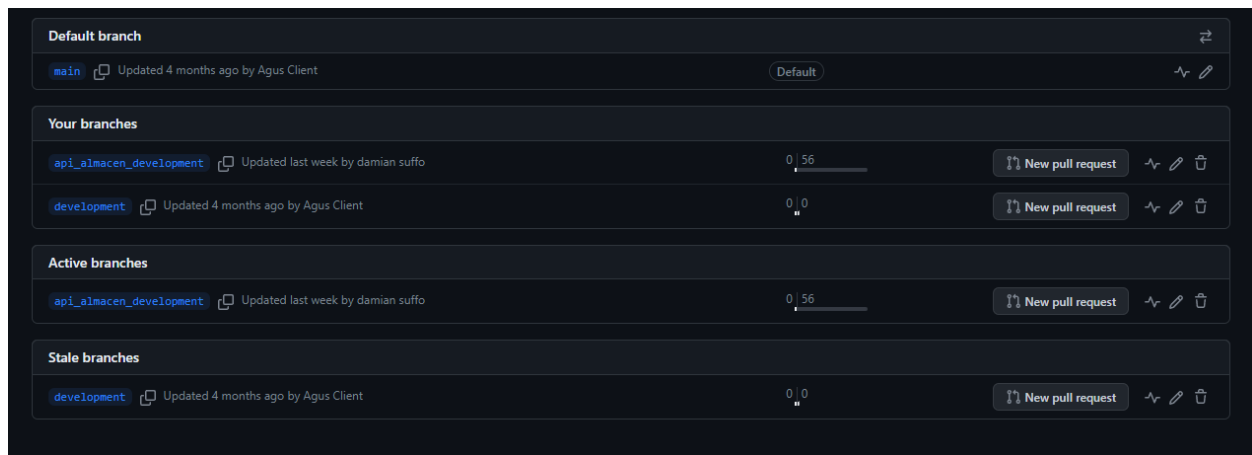 Default branch
main Updated 4 months ago by Agus Client Default
Your branches
api_almacen_development Updated last week by damian suffo 0 | 56 New pull request
development Updated 4 months ago by Agus Client 0 | 0 New pull request
Active branches
api_almacen_development Updated last week by damian suffo 0 | 56 New pull request
Stale branches
development Updated 4 months ago by Agus Client 0 | 0 New pull request